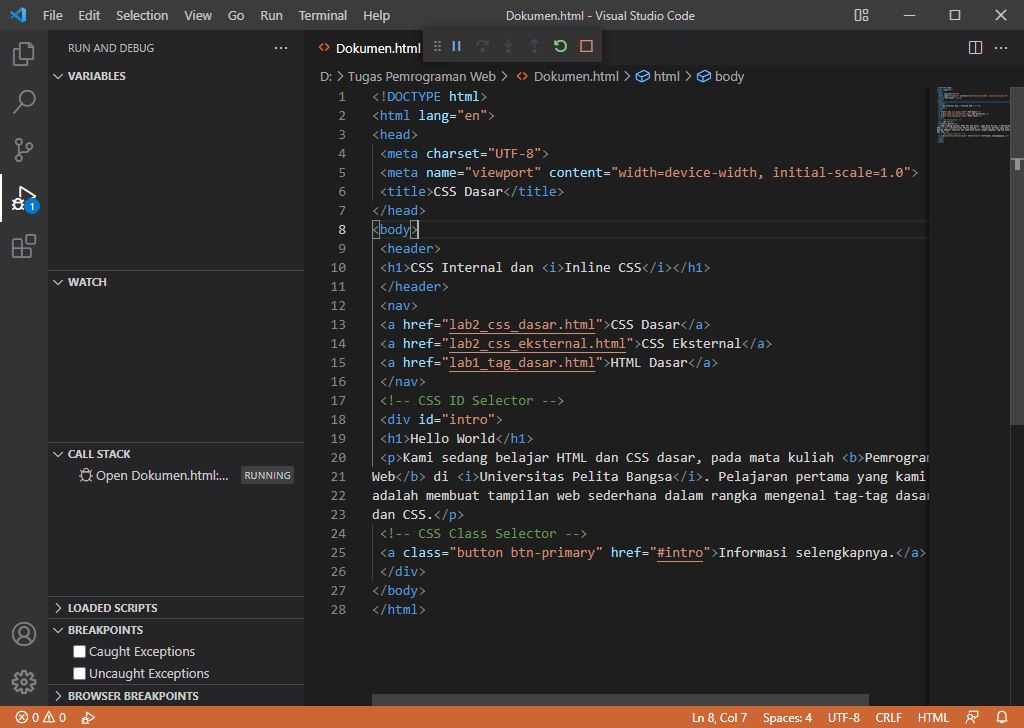 File Edit Selection View Go Run Terminal Help Dokumen.html - Visual Studio Code
RUN AND DEBUG
Dokumen.html
VARIABLES
D: > Tugas Pemrograman Web > Dokumen.html > html > body
1 <!DOCTYPE html>
2 <html lang="en">
3 <head>
4 <meta charset="UTF-8">
5 <meta name="viewport" content="width=device-width, initial-scale=1.0">
6 <title>CSS Dasar</title>
7 </head>
8 <body>
9 <header>
10 <h1>CSS Internal dan <i>Inline CSS</i></h1>
11 </header>
12 <nav>
13 <a href="lab2_css_dasar.html">CSS Dasar</a>
14 <a href="lab2_css_eksternal.html">CSS Eksternal</a>
15 <a href="lab1_tag_dasar.html">HTML Dasar</a>
16 </nav>
17 <!-- CSS ID Selector -->
18 <div id="intro">
19 <h1>Hello World</h1>
20 <p>Kami sedang belajar HTML dan CSS dasar, pada mata kuliah <b>Pemrogra
21 Web</b> di <i>Universitas Pelita Bangsa</i>. Pelajaran pertama yang kami
22 adalah membuat tampilan web sederhana dalam rangka mengenal tag-tag dasa
23 dan CSS.</p>
24 <!-- CSS Class Selector -->
25 <a class="button btn-primary" href="#intro">Informasi selengkapnya.</a>
26 </div>
27 </body>
28 </html>
WATCH
CALL STACK
Open Dokumen.html:... RUNNING
LOADED SCRIPTS
BREAKPOINTS
Caught Exceptions
Uncaught Exceptions
BROWSER BREAKPOINTS
1
0 0 Ln 8, Col 7 Spaces: 4 UTF-8 CRLF HTML